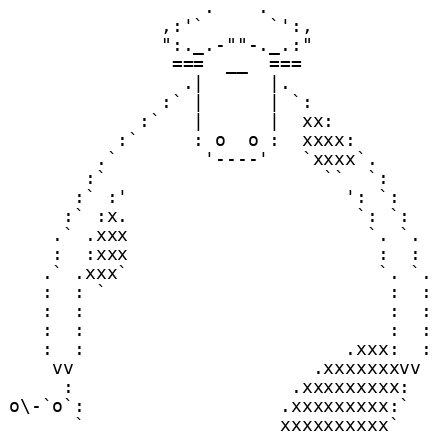 .    .
        ,:'`      `':,
        ":._.-""-._.:"
         ===  __  ===
          .|      |.
        :` |      | `:
      :`   |      |  xx:
    :`     : o  o :  xxxx:
  .`        '----'   `xxxx`.
 :`                    ``  `:
:` :'                    ': `:
:` :x.                     `: `:
.` .xxx                      `. `.
:  :xxx                       :  :
.` .xxx`                       `. `.
:  : `                          :  :
:  :                            :  :
:  :                            :  :
:  :                        .xxx:  :
 vv                      .xxxxxxxvv
  :                    .xxxxxxxxx:
o\-`o`:                  .xxxxxxxxx:`
      `                  xxxxxxxxxx`